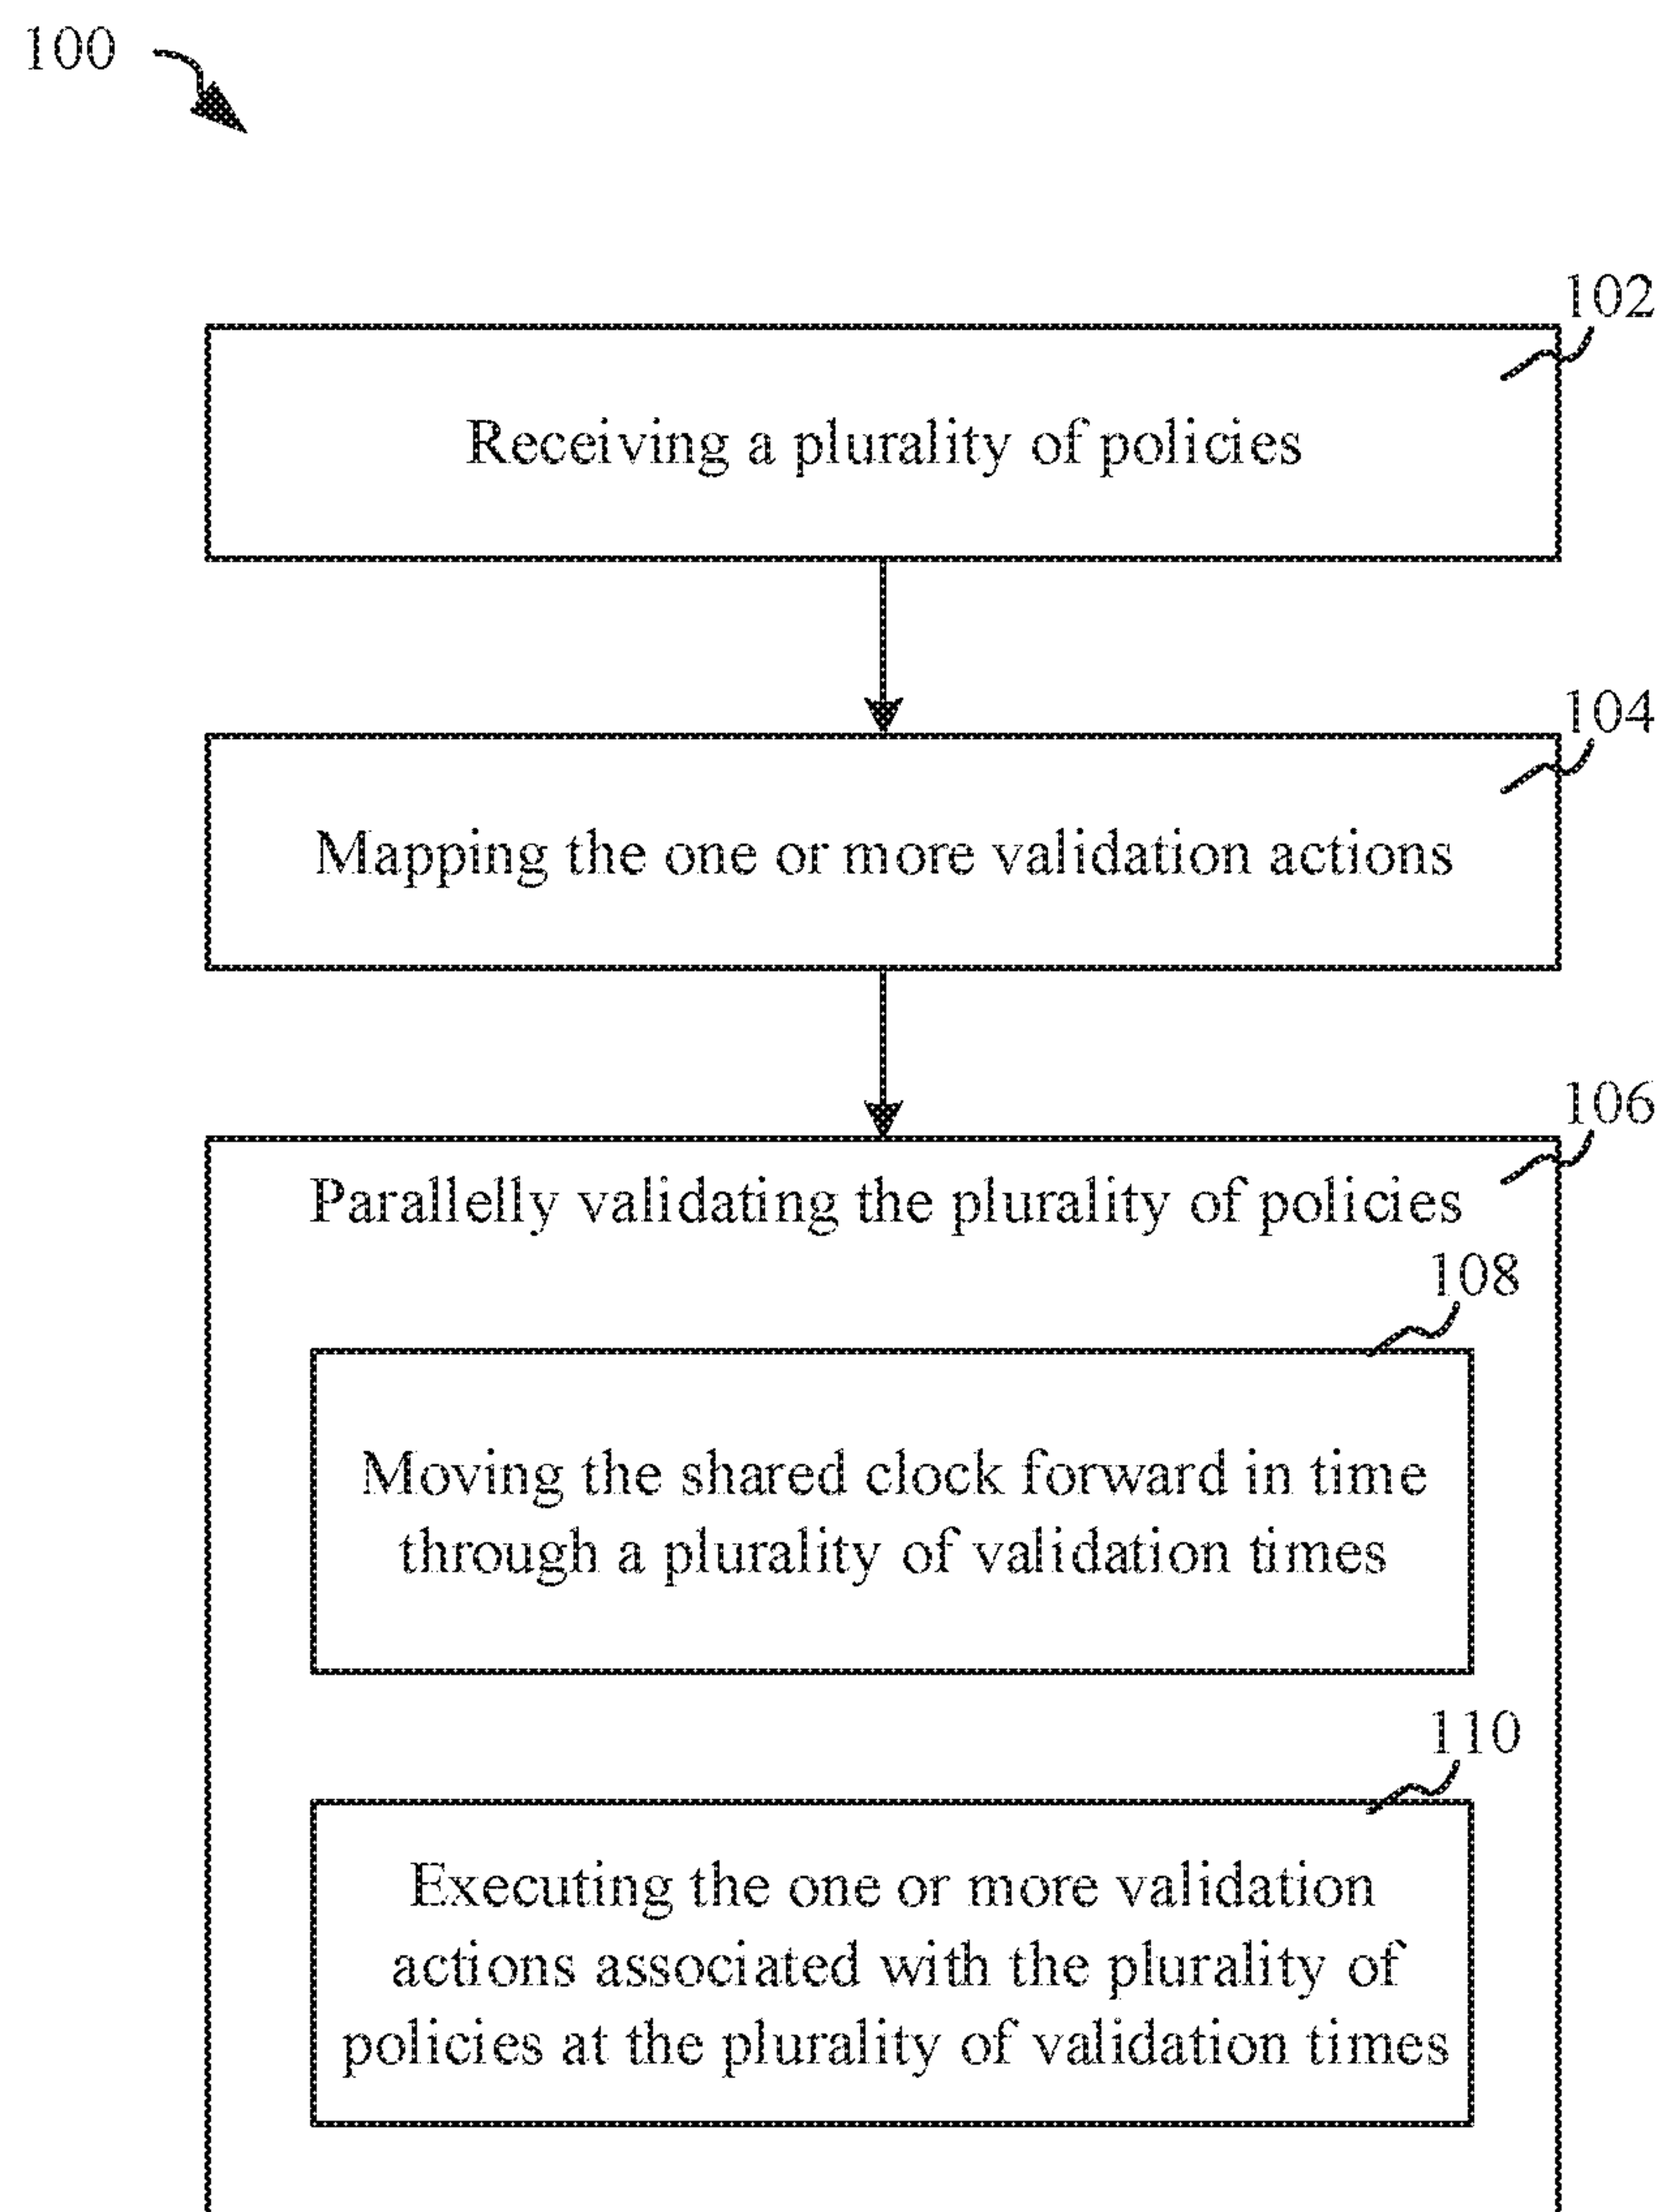 100
102
Receiving a plurality of policies
104
Mapping the one or more validation actions
106
Parallelly validating the plurality of policies
108
Moving the shared clock forward in time
through a plurality of validation times
110
Executing the one or more validation
actions associated with the plurality of
policies at the plurality of validation times